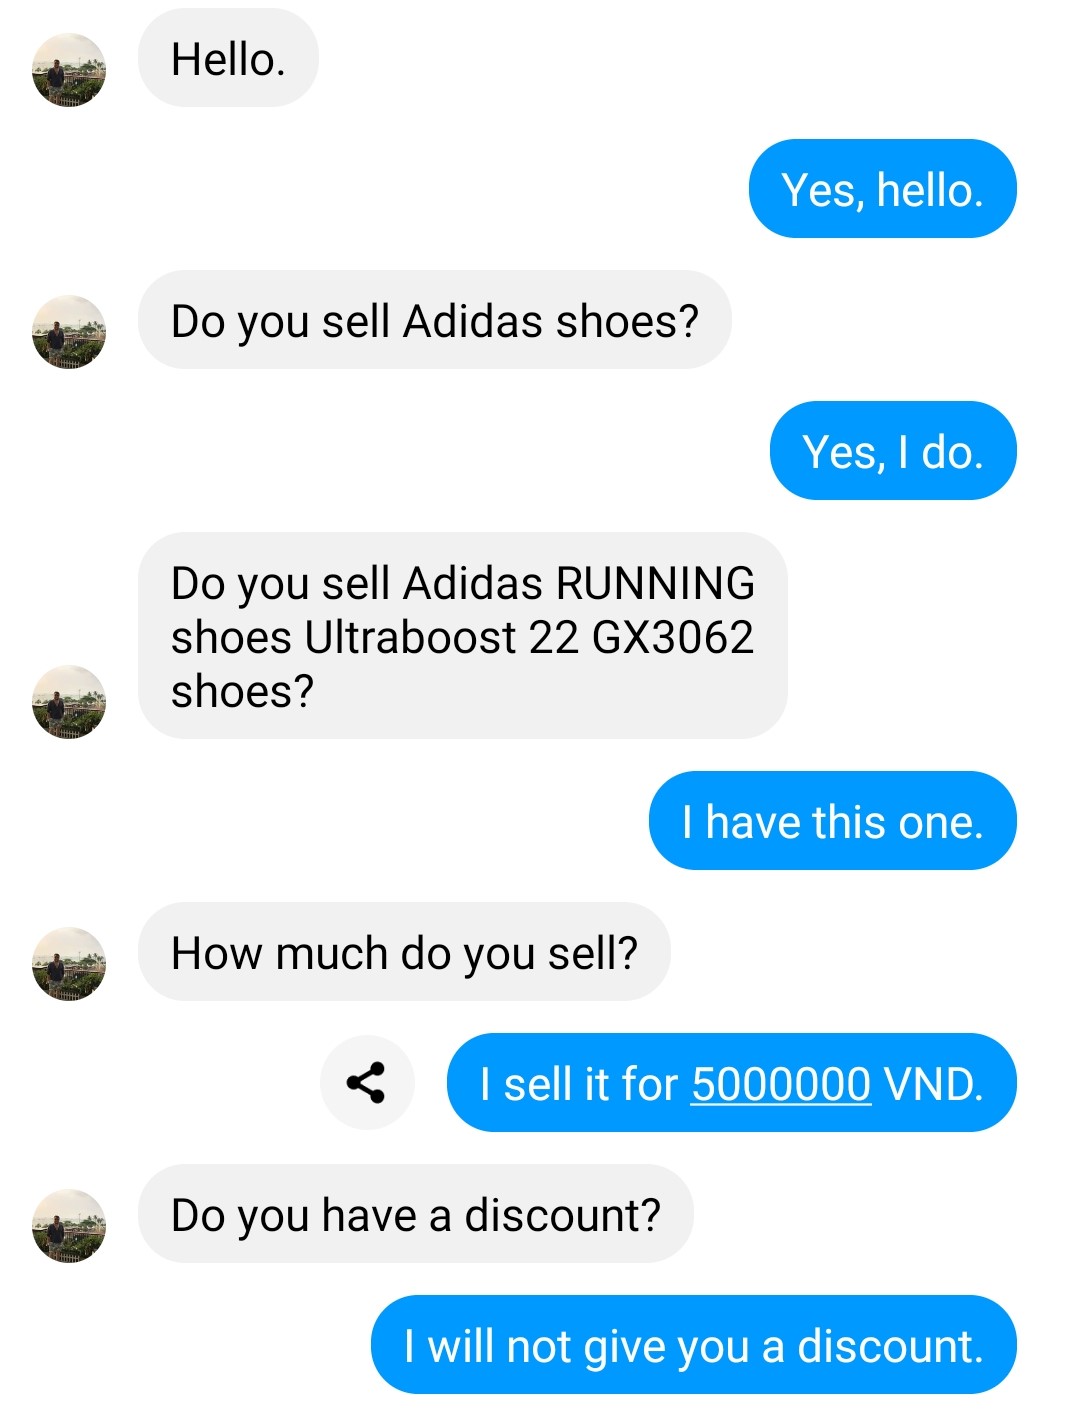 Hello.
Yes, hello.
Do you sell Adidas shoes?
Yes, I do.
Do you sell Adidas RUNNING
shoes Ultraboost 22 GX3062
shoes?
I have this one.
How much do you sell?
I sell it for 5000000 VND.
Do you have a discount?
I will not give you a discount.